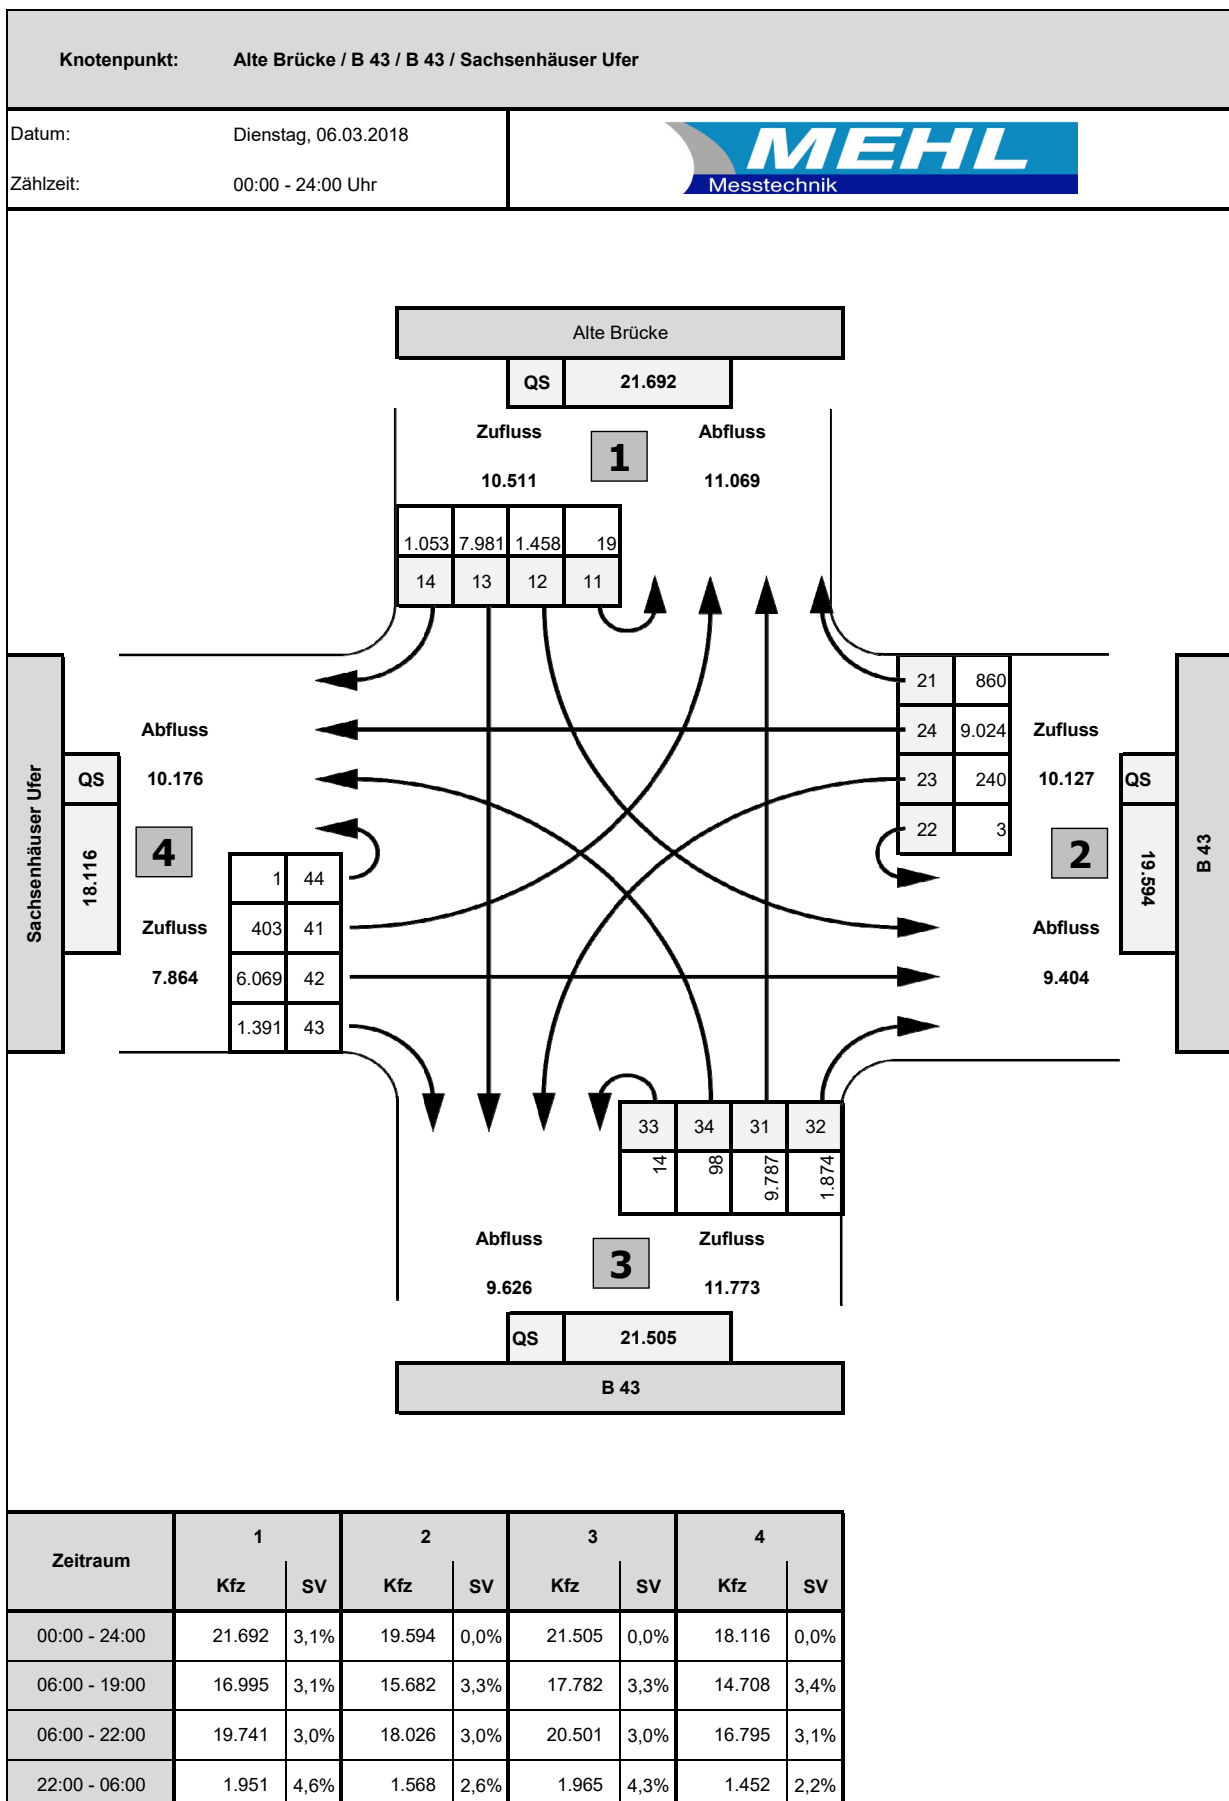 Knotenpunkt: Alte Brücke / B 43 / B 43 / Sachsenhäuser Ufer
Datum: Dienstag, 06.03.2018
MEHL
Messtechnik
Zählzeit: 00:00 - 24:00 Uhr
Alte Brücke
QS 21.692
Zufluss 1 Abfluss
10.511 11.069
1.053 7.981 1.458 19
14 13 12 11
21 860
24 9.024
23 240
22 3
Zufluss
10.127
2
Abfluss
9.404
QS
19.594
B 43
Sachsenhäuser Ufer
QS
18.116
Abfluss
10.176
4
Zufluss
7.864
1 44
403 41
6.069 42
1.391 43
33 34 31 32
14 98 9.787 1.874
Abfluss 3 Zufluss
9.626 11.773
QS 21.505
B 43
Zeitraum 1 2 3 4
Kfz SV Kfz SV Kfz SV Kfz SV
00:00 - 24:00 21.692 3,1% 19.594 0,0% 21.505 0,0% 18.116 0,0%
06:00 - 19:00 16.995 3,1% 15.682 3,3% 17.782 3,3% 14.708 3,4%
06:00 - 22:00 19.741 3,0% 18.026 3,0% 20.501 3,0% 16.795 3,1%
22:00 - 06:00 1.951 4,6% 1.568 2,6% 1.965 4,3% 1.452 2,2%